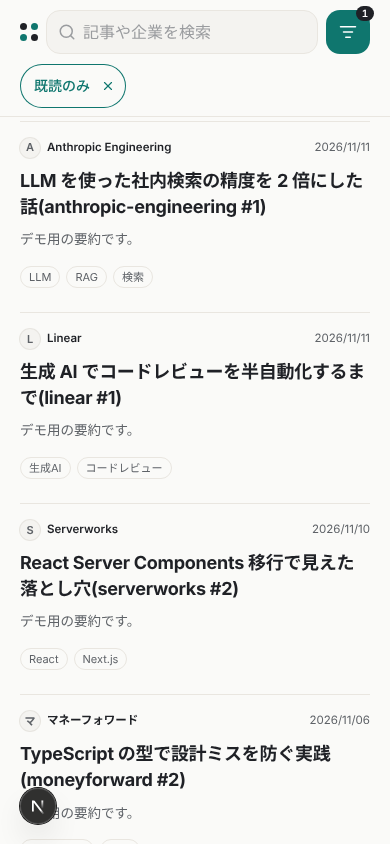 記事や企業を検索
1
既読のみ ×
A Anthropic Engineering 2026/11/11
LLM を使った社内検索の精度を 2 倍にした
話(anthropic-engineering #1)
デモ用の要約です。
LLM RAG 検索
L Linear 2026/11/11
生成 AI でコードレビューを半自動化するま
で(linear #1)
デモ用の要約です。
生成AI コードレビュー
S Serverworks 2026/11/10
React Server Components 移行で見えた
落とし穴(serverworks #2)
デモ用の要約です。
React Next.js
マ マネーフォワード 2026/11/06
TypeScript の型で設計ミスを防ぐ実践
(moneyforward #2)
N 用の要約です。